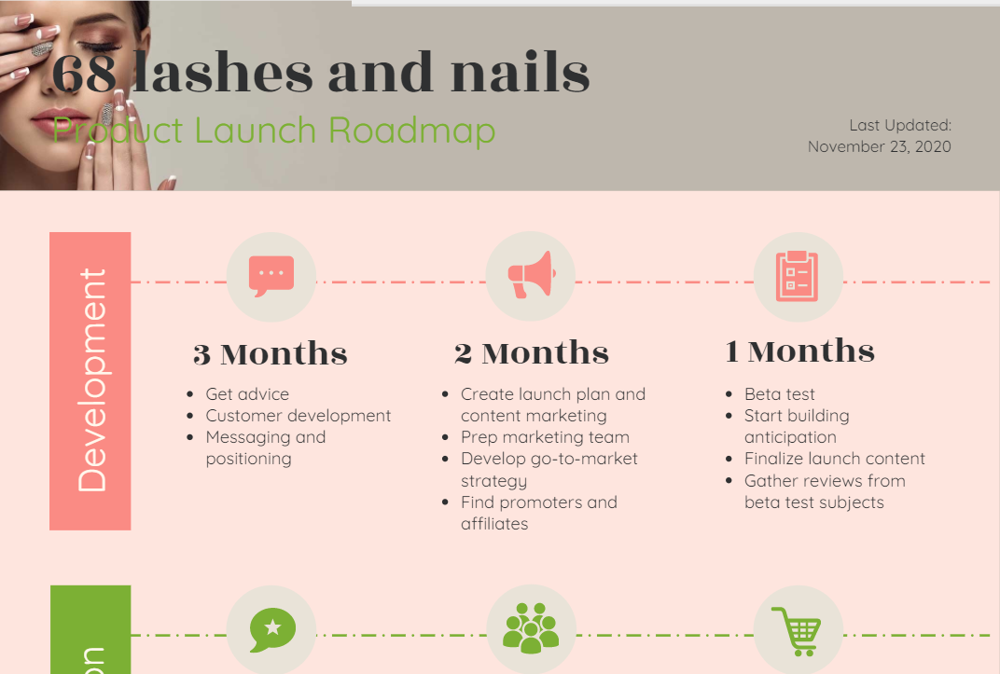 68 lashes and nails
Product Launch Roadmap
Last Updated:
November 23, 2020
Development
3 Months
Get advice
Customer development
Messaging and
positioning
2 Months
Create launch plan and
content marketing
Prep marketing team
Develop go-to-market
strategy
Find promoters and
affiliates
1 Months
Beta test
Start building
anticipation
Finalize launch content
Gather reviews from
beta test subjects